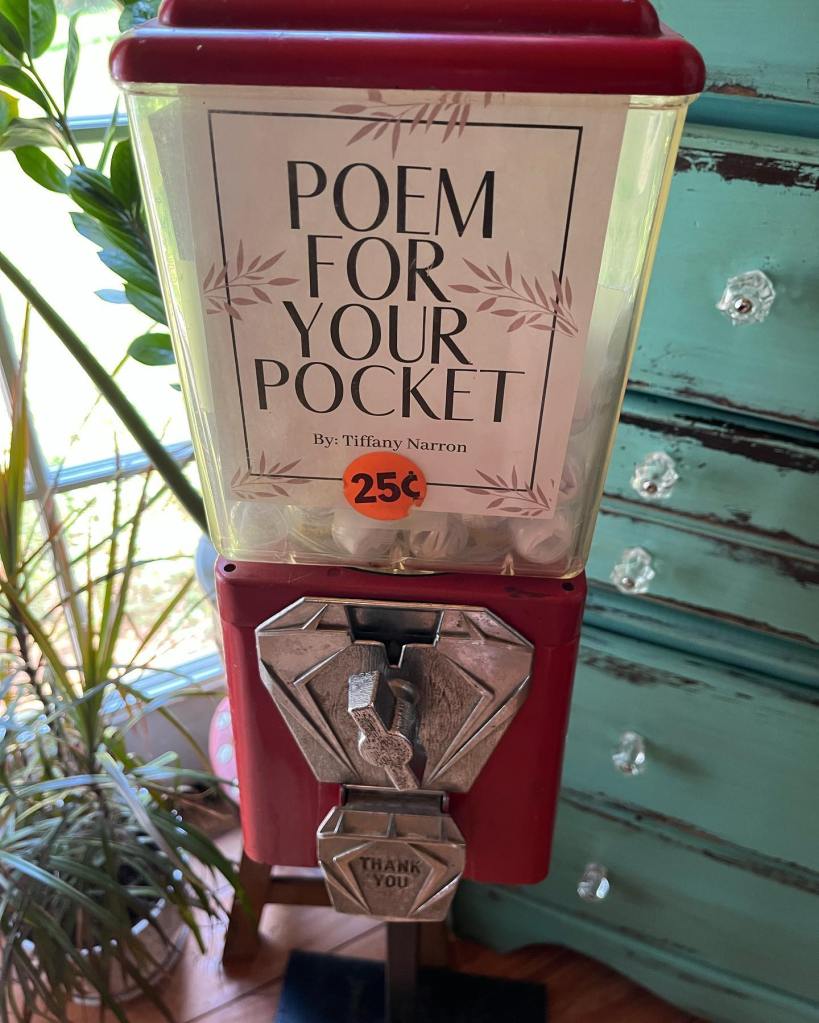 POEM
FOR
YOUR
POCKET
By: Tiffany Narron
25¢
THANK
YOU